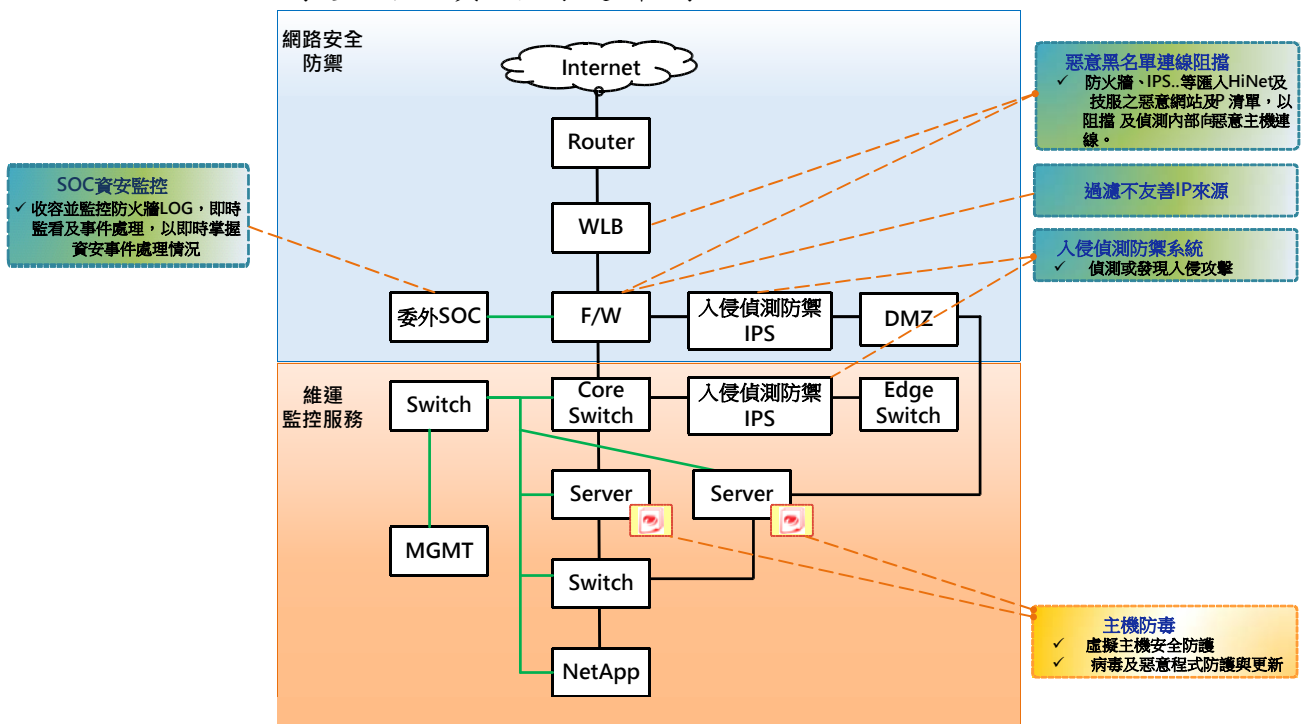 網路安全
防禦
Internet
Router
WLB
委外SOC
F/W
入侵偵測防禦
IPS
DMZ
SOC資安監控
✓ 收容並監控防火牆LOG，即時
監看及事件處理，以即時掌握
資安事件處理情況
惡意黑名單連線阻擋
✓ 防火牆、IPS..等匯入HiNet及
技服之惡意網站及IP 清單，以
阻擋 及偵測內部向惡意主機連
線。
過濾不友善IP來源
入侵偵測防禦系統
✓ 偵測或發現入侵攻擊
維運
監控服務
Switch
Core
Switch
入侵偵測防禦
IPS
Edge
Switch
Server
Server
MGMT
Switch
NetApp
主機防毒
✓ 虛擬主機安全防護
✓ 病毒及惡意程式防護與更新